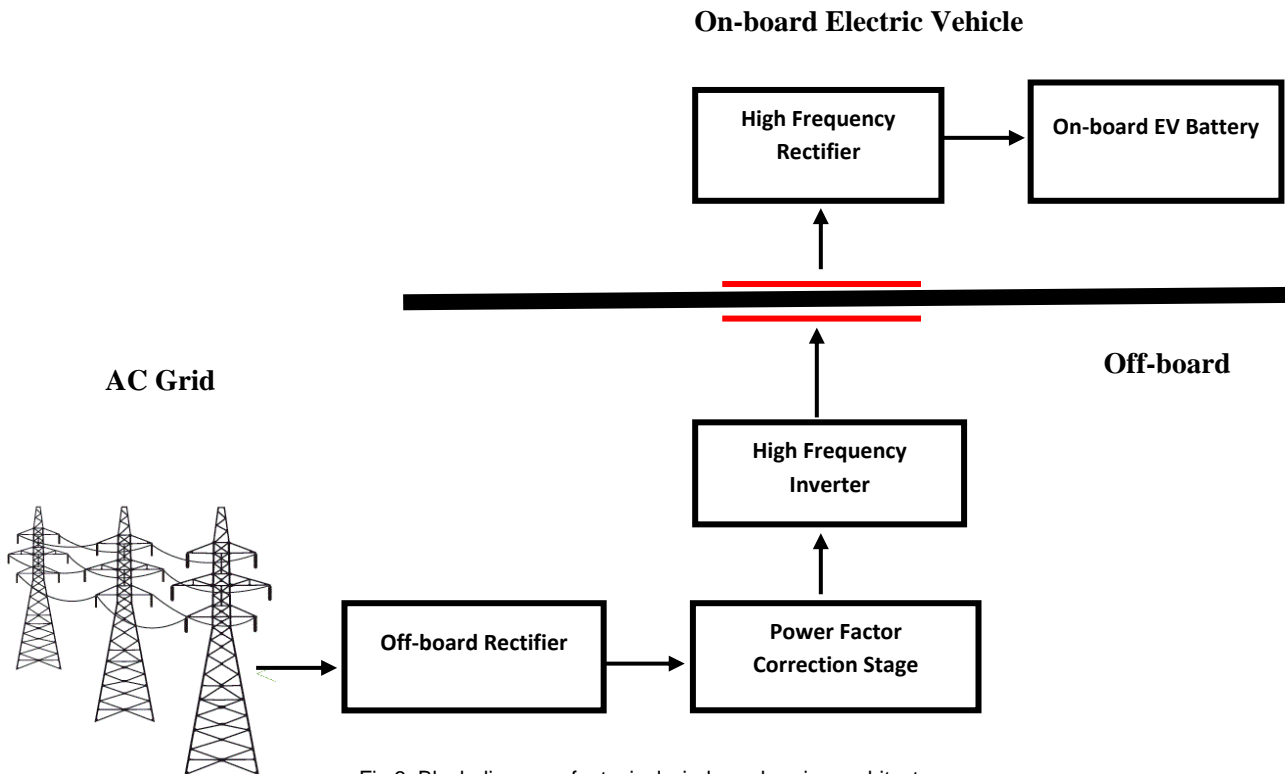 On-board Electric Vehicle
High Frequency
Rectifier
On-board EV Battery
Off-board
AC Grid
High Frequency
Inverter
Off-board Rectifier
Power Factor
Correction Stage